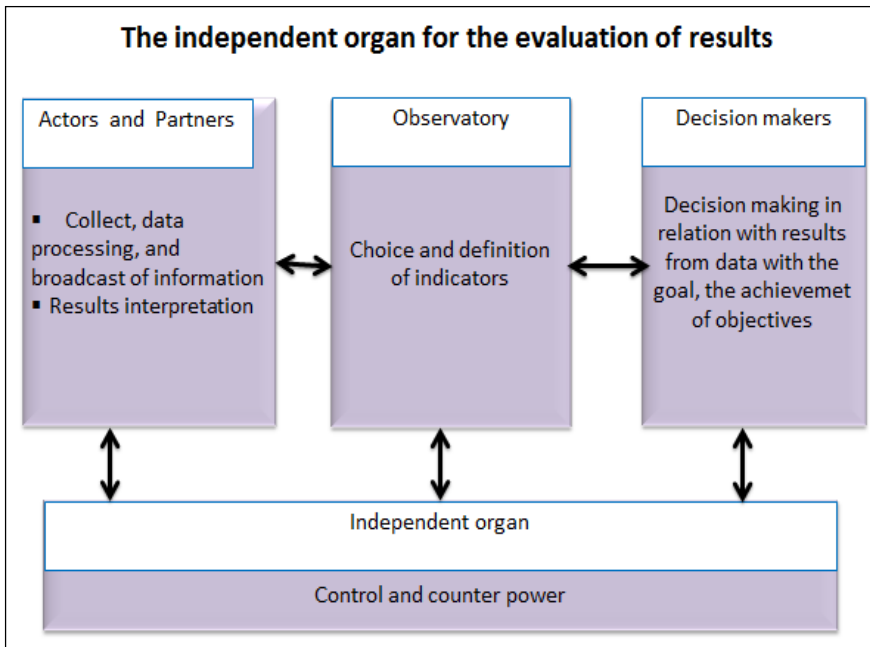 The independent organ for the evaluation of results
Actors and Partners
▪ Collect, data
processing, and
broadcast of information
▪ Results interpretation
Observatory
Choice and definition
of indicators
Decision makers
Decision making in
relation with results
from data with the
goal, the achievemet
of objectives
Independent organ
Control and counter power